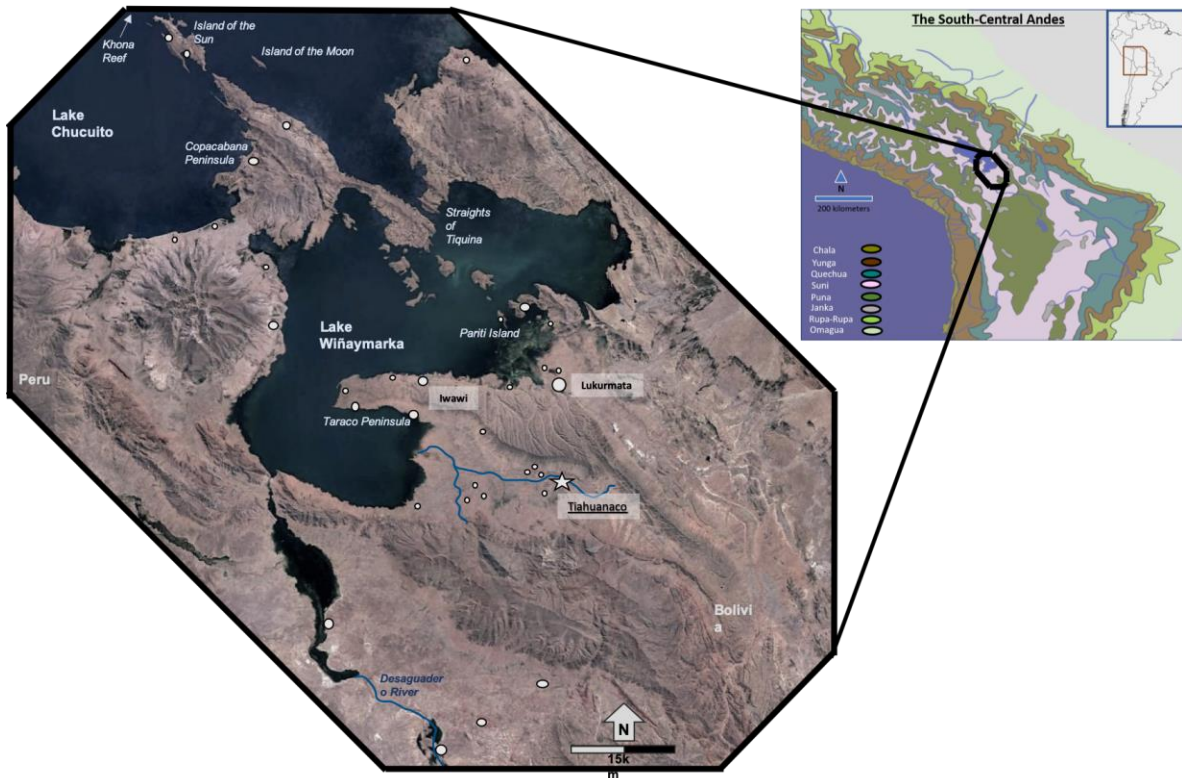 Khona
Reef
Island of the
Sun
Island of the Moon
Lake
Chucuito
Copacabana
Peninsula
Straights
of
Tiquina
Lake
Wiñaymarka
Pariti Island
Peru
Iwawi
Lukurmata
Taraco Peninsula
Tiahuanaco
Bolivi
a
Desaguader
o River
N
15k
m
The South-Central Andes
N
200 kilometers
Chala
Yunga
Quechua
Suni
Puna
Janka
Rupa-Rupa
Omagua